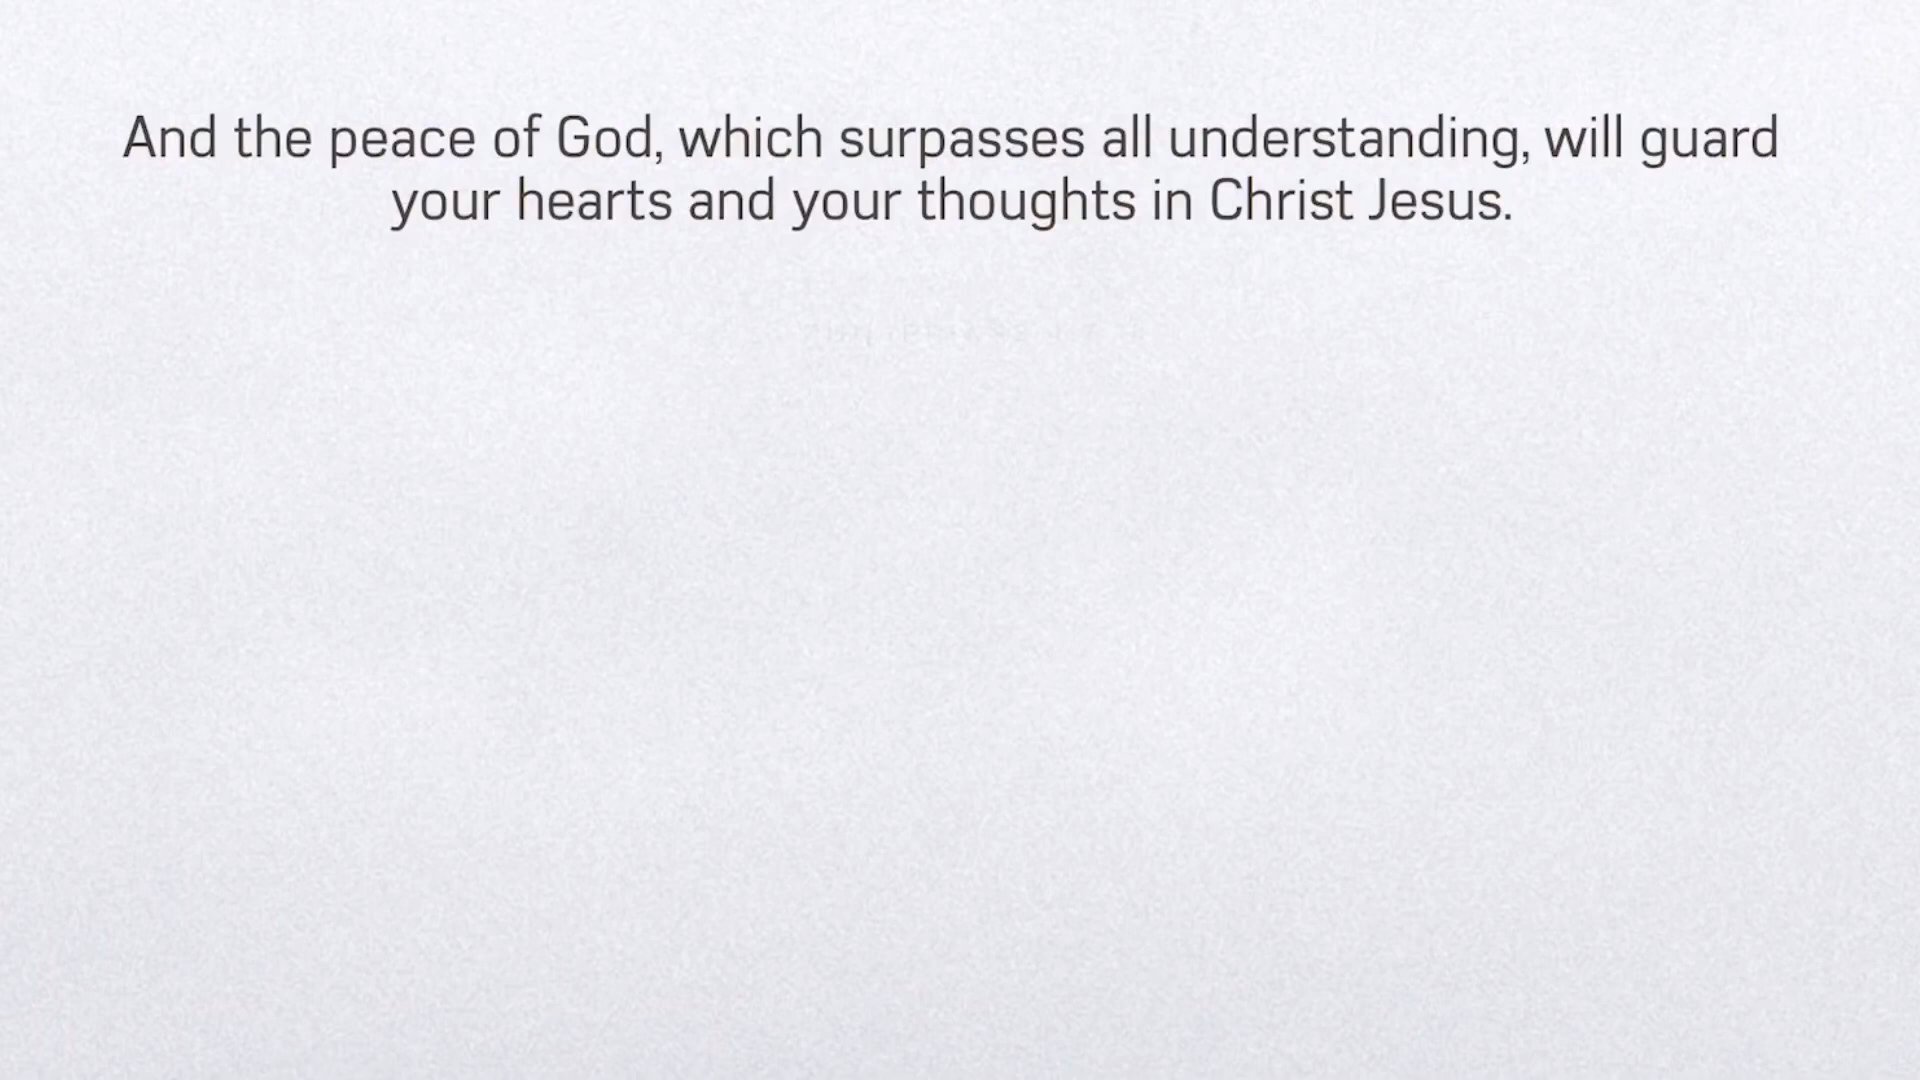 And the peace of God, which surpasses all understanding, will guard
your hearts and your thoughts in Christ Jesus.